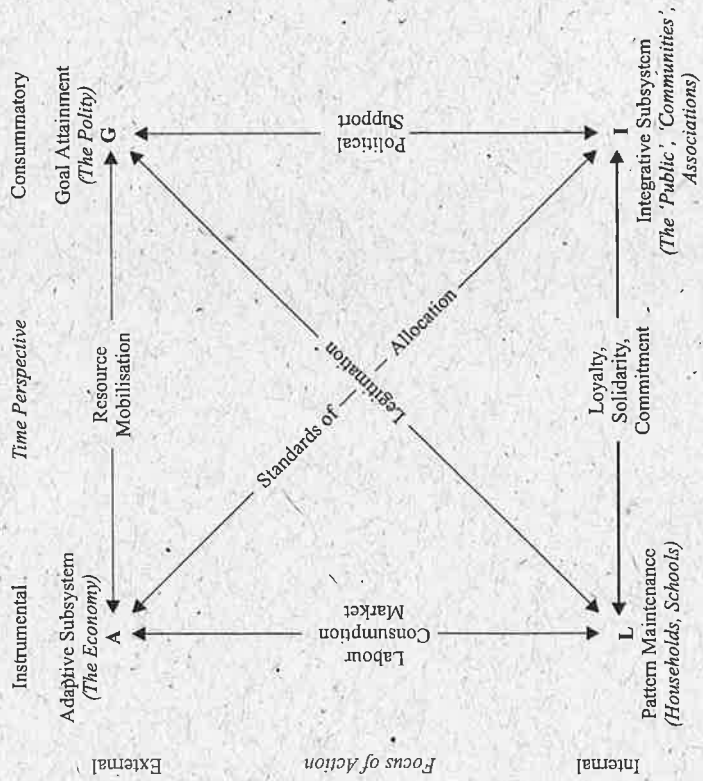 Time Perspective
Instrumental
Consummatory
Adaptive Subsystem
(The Economy)
A
Resource
Mobilisation
Goal Attainment
(The Polity)
G
External
Focus of Action
Internal
Labour
Consumption
Market
Standards of
Allocation
Legitimation
Political
Support
L
Pattern Maintenance
(Households, Schools)
Loyalty,
Solidarity,
Commitment
I
Integrative Subsystem
(The 'Public', 'Communities',
Associations)